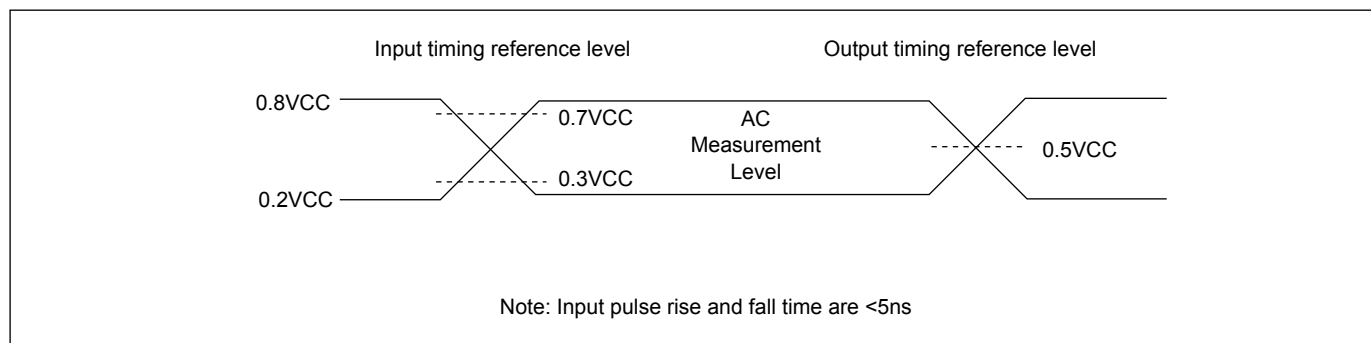 Input timing reference level
Output timing reference level
0.8VCC
0.7VCC
AC
Measurement
Level
0.5VCC
0.3VCC
0.2VCC
Note: Input pulse rise and fall time are <5ns